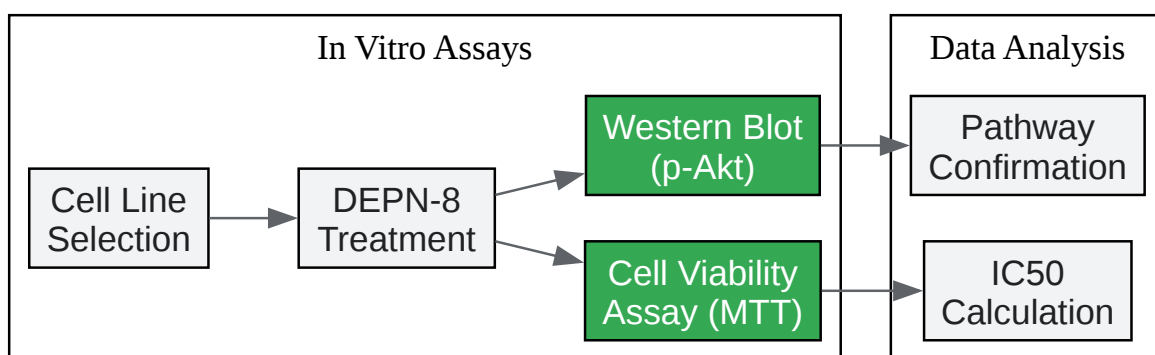 In Vitro Assays
Cell Line
Selection
DEPN-8
Treatment
Western Blot
(p-Akt)
Cell Viability
Assay (MTT)
Data Analysis
Pathway
Confirmation
IC50
Calculation